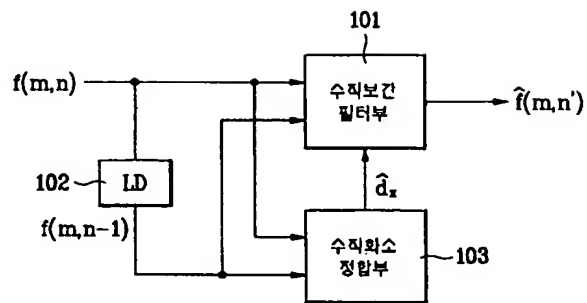 101
f(m,n)
수직보간
필터부
f̂(m,n')
102
LD
d̂x
f(m,n-1)
수직화소
정합부
103